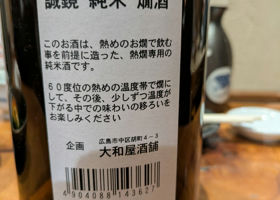 誠鏡 純米 燗酒
このお酒は、熱めのお燗で飲む
事を前提に造った、熱燗専用の
純米酒です。
60度位の熱めの温度帯で燗に
して、その後、少しずつ温度が
下がる中での味わいの移ろいを
お楽しみください
広島市中区胡町4-3
企画 大和屋酒舗
4904088143627